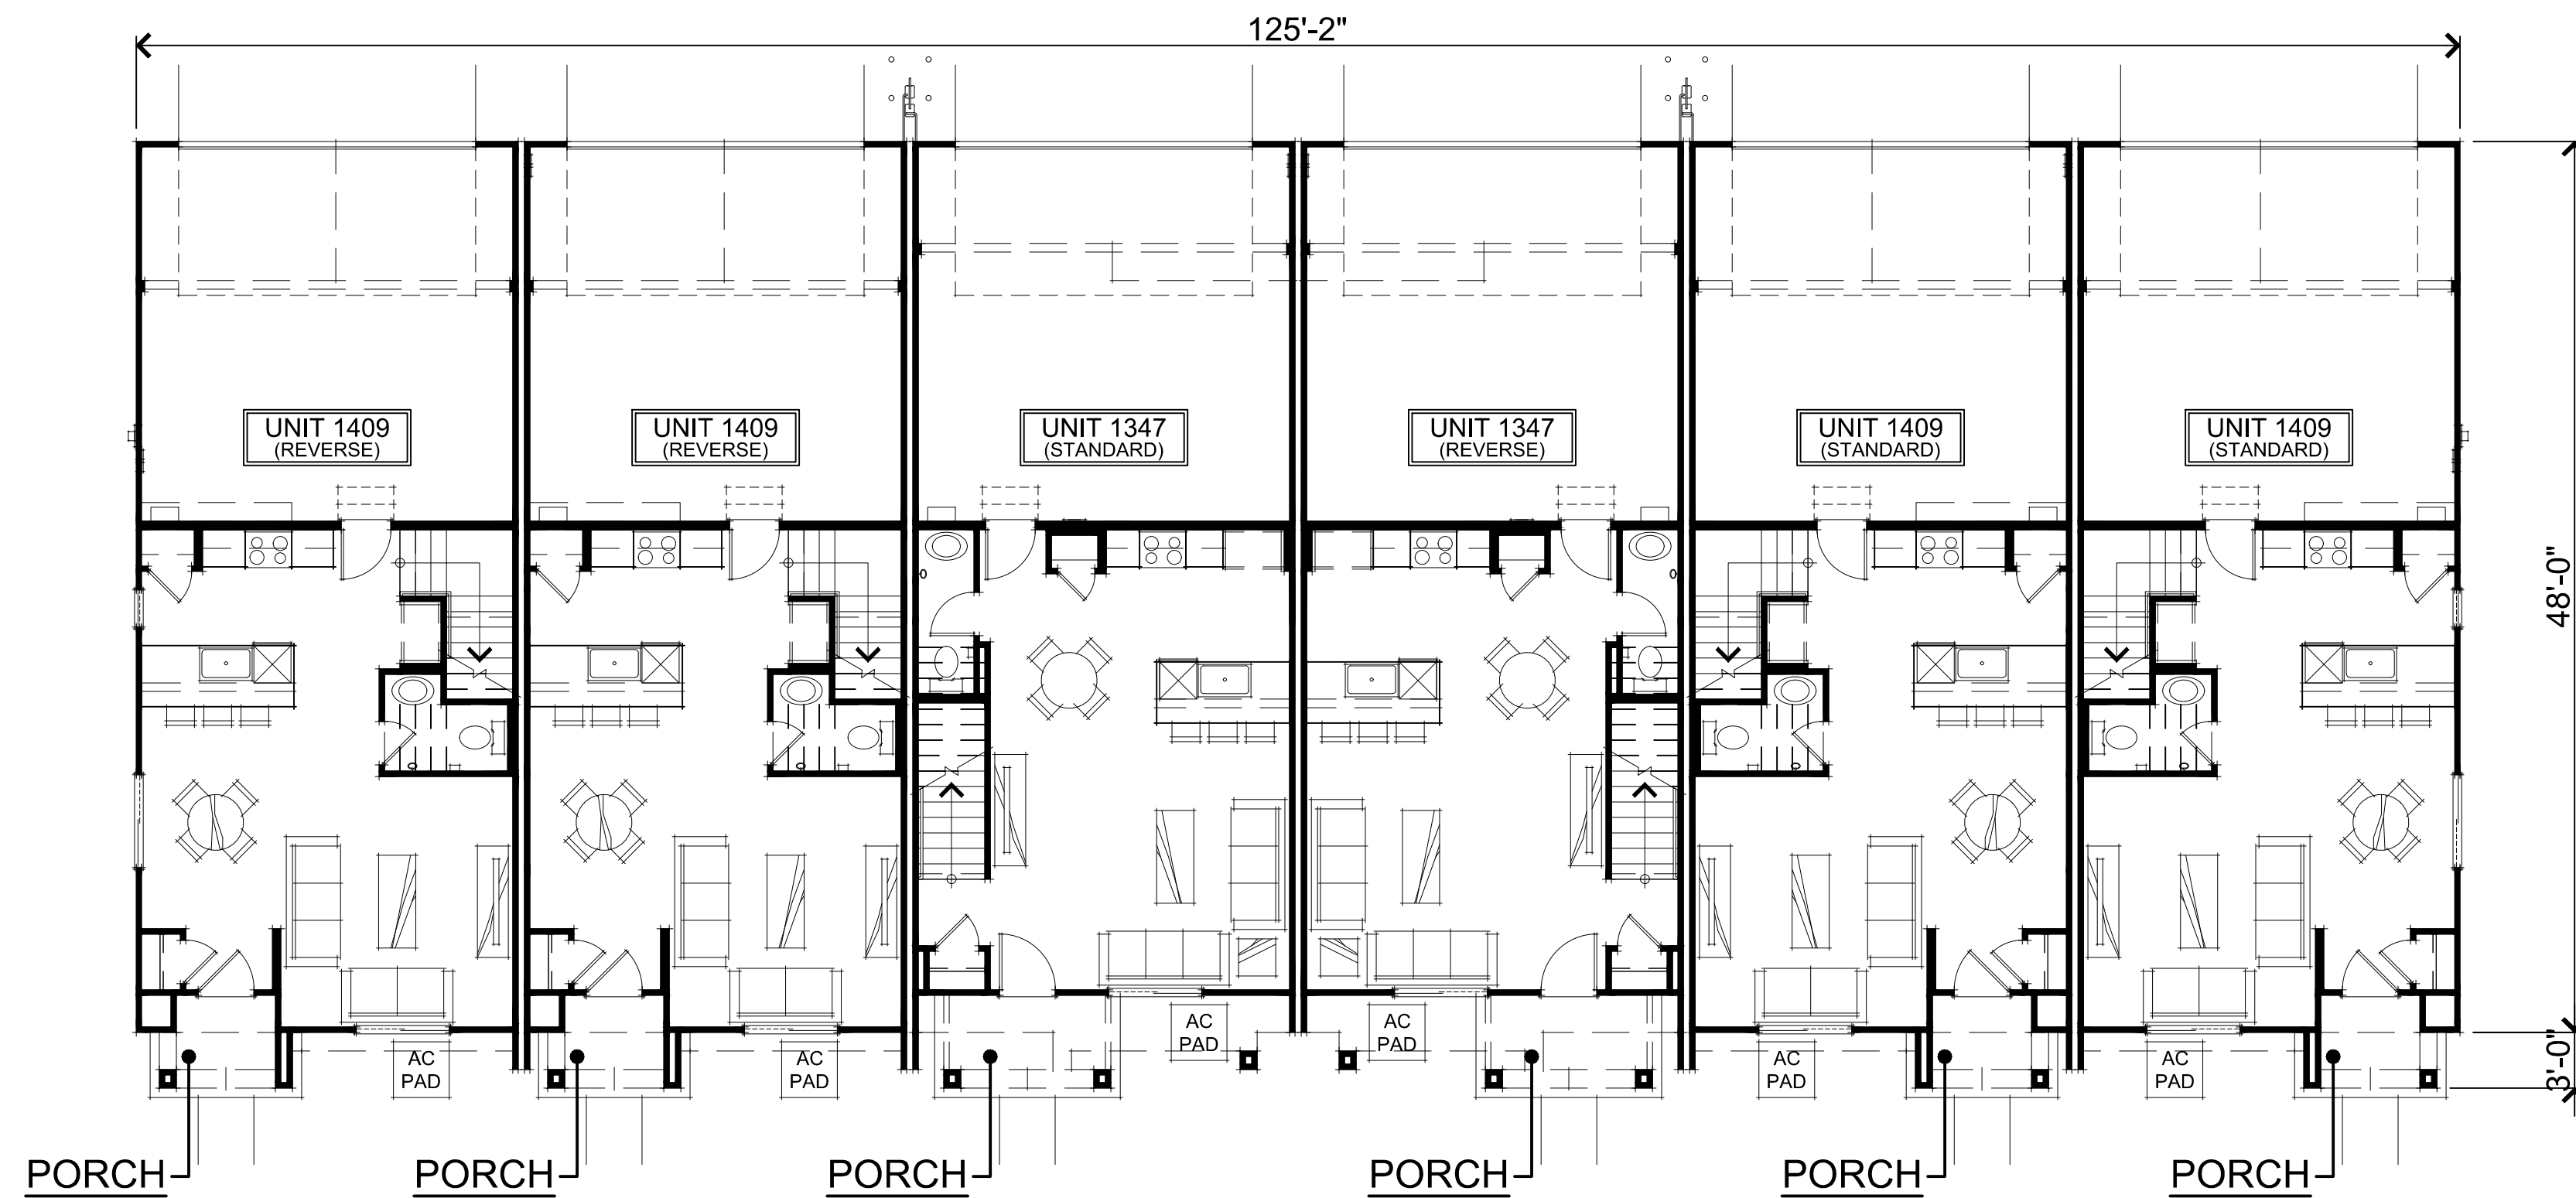 125'-2"
UNIT 1409
(REVERSE)
UNIT 1409
(REVERSE)
UNIT 1347
(STANDARD)
UNIT 1347
(REVERSE)
UNIT 1409
(STANDARD)
UNIT 1409
(STANDARD)
48'-0"
AC
PAD
AC
PAD
AC
PAD
AC
PAD
AC
PAD
AC
PAD
3'-0"
PORCH
PORCH
PORCH
PORCH
PORCH
PORCH